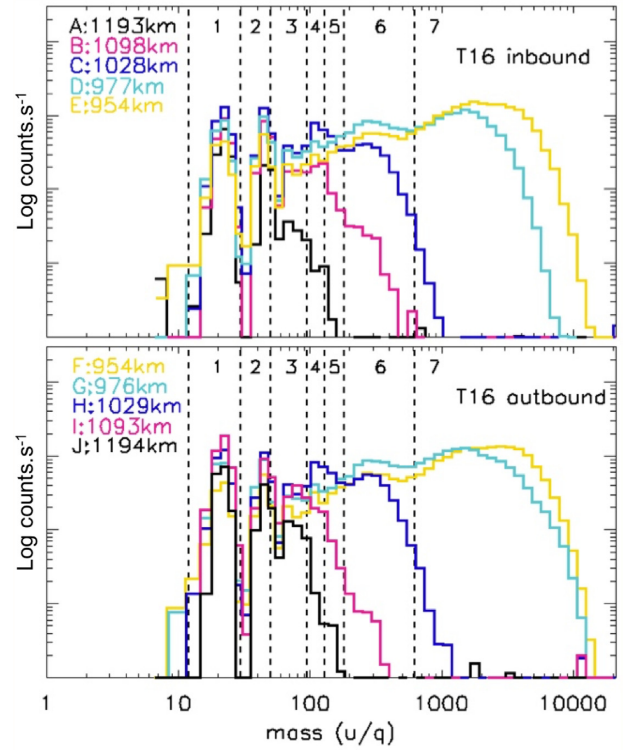 1 2 3 4 5 6 7
A:1193km
B:1098km
C;1028km
D:977km
E;954km
T16 inbound
Log counts.s⁻¹
1 2 3 4 5 6 7
F:954km
G;976km
H:1029km
I:1093km
J;1194km
T16 outbound
Log counts.s⁻¹
1 10 100 1000 10000
mass (u/q)